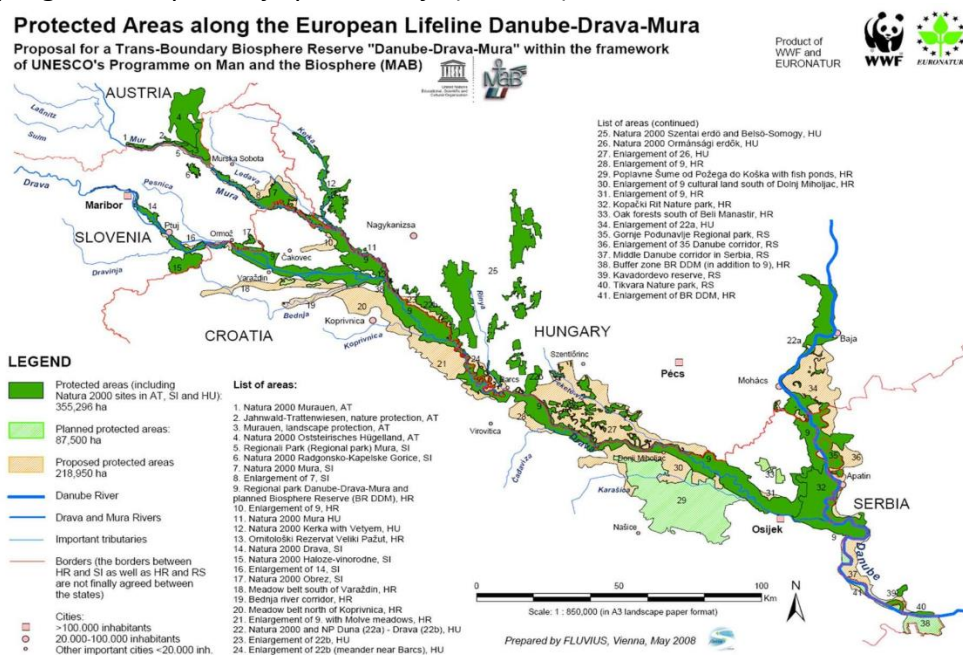 Protected Areas along the European Lifeline Danube-Drava-Mura
Proposal for a Trans-Boundary Biosphere Reserve "Danube-Drava-Mura" within the framework
of UNESCO's Programme on Man and the Biosphere (MAB)
Product of
WWF and
EURONATUR
WWF
EURONATUR
MaB
AUSTRIA
Laßnitz
Sulm
Mur
Kerka
Murska Sobota
Ledava
Mura
Pesnica
Drava
Maribor
Ptuj
Ormož
SLOVENIA
Dravinja
Čakovec
Varaždin
Bednja
Nagykanizsa
CROATIA
Koprivnica
Koprivnica
Rinya
HUNGARY
Barcs
Szentlőrinc
Pécs
Virovitica
Čađavica
Drava
Donji Miholjac
Karašica
Našice
Osijek
Mohács
Baja
Apatin
SERBIA
Danube
List of areas (continued)
25. Natura 2000 Szentai erdő and Belsö-Somogy, HU
26. Natura 2000 Ormánsági erdők, HU
27. Enlargement of 26, HU
28. Enlargement of 9, HR
29. Poplavne Šume od Požega do Koška with fish ponds, HR
30. Enlargement of 9 cultural land south of Dolnj Miholjac, HR
31. Enlargement of 9, HR
32. Kopački Rit Nature park, HR
33. Oak forests south of Beli Manastir, HR
34. Enlargement of 22a, HU
35. Gornje Podunavlje Regional park, RS
36. Enlargement of 35 Danube corridor, RS
37. Middle Danube corridor in Serbia, RS
38. Buffer zone BR DDM (in addition to 9), HR
39. Kavadordevo reserve, RS
40. Tikvara Nature park, RS
41. Enlargement of BR DDM, HR
LEGEND
Protected areas (including
Natura 2000 sites in AT, SI and HU):
355,296 ha
Planned protected areas:
87,500 ha
Proposed protected areas
218,950 ha
Danube River
Drava and Mura Rivers
Important tributaries
Borders (the borders between
HR and SI as well as HR and RS
are not finally agreed between
the states)
Cities:
>100.000 inhabitants
20.000-100.000 inhabitants
Other important cities <20.000 inh.
List of areas:
1. Natura 2000 Murauen, AT
2. Jahnwald-Trattenwiesen, nature protection, AT
3. Murauen, landscape protection, AT
4. Natura 2000 Oststeirisches Hügelland, AT
5. Regionali Park (Regional park) Mura, SI
6. Natura 2000 Radgonsko-Kapelske Gorice, SI
7. Natura 2000 Mura, SI
8. Enlargement of 7, SI
9. Regional park Danube-Drava-Mura and
planned Biosphere Reserve (BR DDM), HR
10. Enlargement of 9, HR
11. Natura 2000 Mura HU
12. Natura 2000 Kerka with Vetyem, HU
13. Ornitološki Rezervat Veliki Pažut, HR
14. Natura 2000 Drava, SI
15. Natura 2000 Haloze-vinorodne, SI
16. Enlargement of 14, SI
17. Natura 2000 Obrez, SI
18. Meadow belt south of Varaždin, HR
19. Bednja river corridor, HR
20. Meadow belt north of Koprivnica, HR
21. Enlargement of 9. with Molve meadows, HR
22. Natura 2000 and NP Duna (22a) - Drava (22b), HU
23. Enlargement of 22b, HU
24. Enlargement of 22b (meander near Barcs), HU
0 50 100
Km
Scale: 1 : 850,000 (in A3 landscape paper format)
N
Prepared by FLUVIUS, Vienna, May 2008